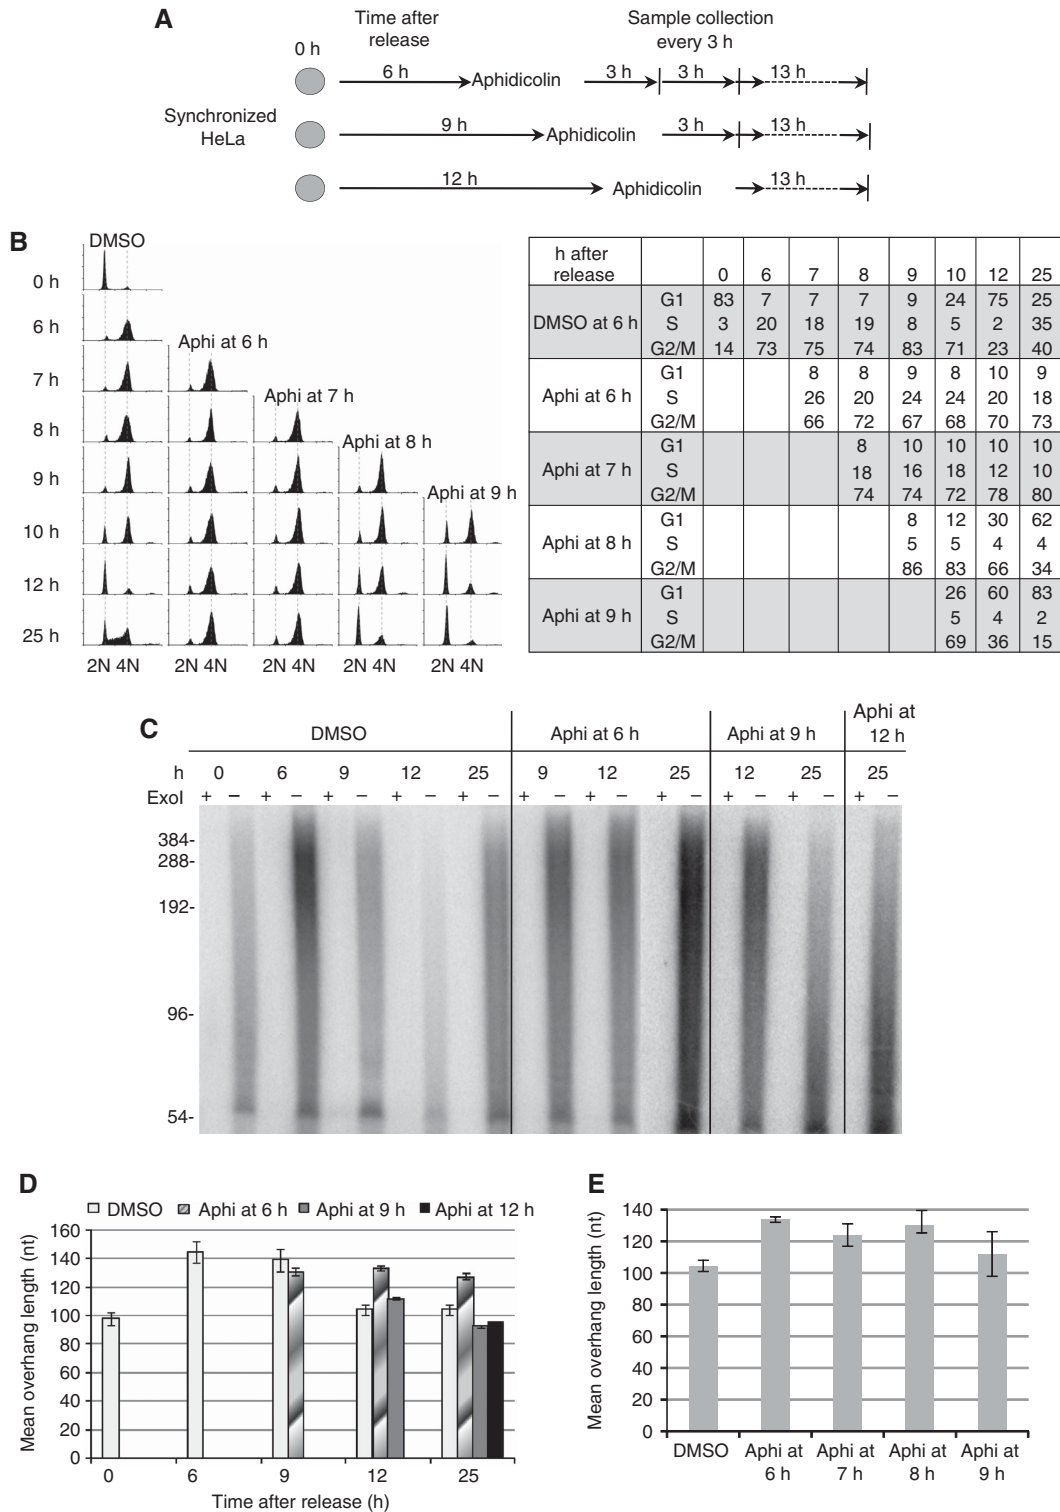 A
Time after release
Sample collection every 3 h
0 h
6 h
Aphidicolin
3 h
3 h
13 h
Synchronized HeLa
9 h
Aphidicolin
3 h
13 h
12 h
Aphidicolin
13 h
B
DMSO
0 h
6 h
Aphi at 6 h
7 h
Aphi at 7 h
8 h
Aphi at 8 h
9 h
Aphi at 9 h
10 h
12 h
25 h
2N 4N 2N 4N 2N 4N 2N 4N 2N 4N
h after release 0 6 7 8 9 10 12 25
DMSO at 6 h
G1 83 7 7 7 9 24 75 25
S 3 20 18 19 8 5 2 35
G2/M 14 73 75 74 83 71 23 40
Aphi at 6 h
G1 8 8 9 8 10 9
S 26 20 24 24 20 18
G2/M 66 72 67 68 70 73
Aphi at 7 h
G1 8 10 10 10 10
S 18 16 18 12 10
G2/M 74 74 72 78 80
Aphi at 8 h
G1 8 12 30 62
S 5 5 4 4
G2/M 86 83 66 34
Aphi at 9 h
G1 26 60 83
S 5 4 2
G2/M 69 36 15
C
DMSO
Aphi at 6 h
Aphi at 9 h
Aphi at 12 h
h 0 6 9 12 25 9 12 25 12 25 25
ExoI + − + − + − + − + − + − + − + − + − + − + −
384-
288-
192-
96-
54-
D
DMSO Aphi at 6 h Aphi at 9 h Aphi at 12 h
Mean overhang length (nt)
160
140
120
100
80
60
40
20
0
0 6 9 12 25
Time after release (h)
E
Mean overhang length (nt)
140
120
100
80
60
40
20
0
DMSO
Aphi at 6 h
Aphi at 7 h
Aphi at 8 h
Aphi at 9 h